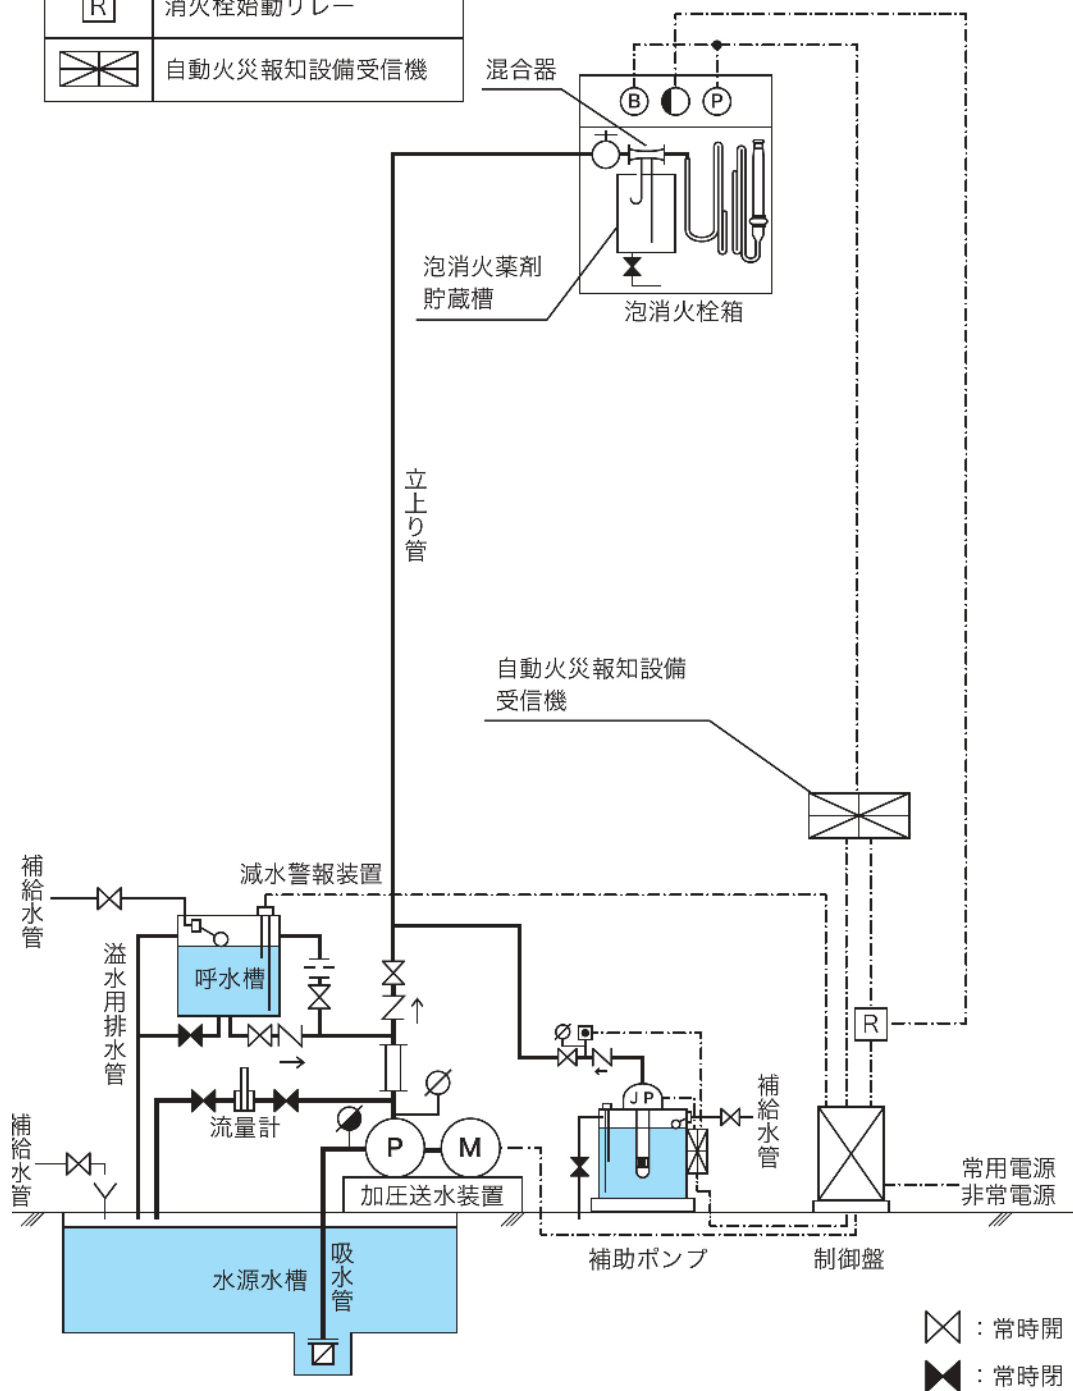 R
消火栓始動リレー
自動火災報知設備受信機
混合器
B
P
泡消火薬剤
貯蔵槽
泡消火栓箱
立上り管
自動火災報知設備
受信機
補給水管
減水警報装置
溢水用排水管
呼水槽
R
流量計
J P
補給水管
補給水管
P
M
加圧送水装置
常用電源
非常電源
吸水管
水源水槽
補助ポンプ
制御盤
:常時開
:常時閉